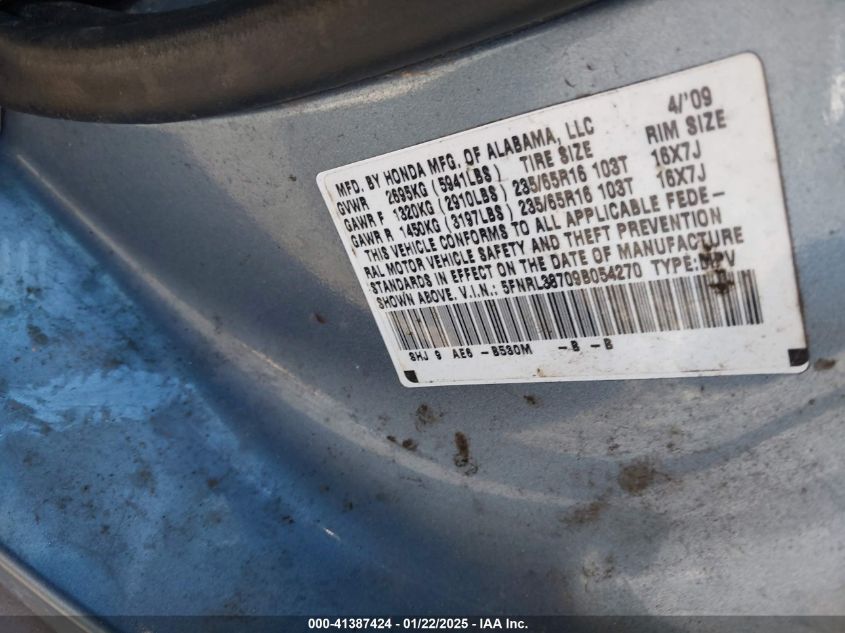 4/'09
MFD. BY HONDA MFG. OF ALABAMA, LLC
GVWR 2695KG (5941LBS) TIRE SIZE RIM SIZE
GAWR F 1320KG (2910LBS) 235/65R16 103T 16X7J
GAWR R 1450KG (3197LBS) 235/65R16 103T 16X7J
THIS VEHICLE CONFORMS TO ALL APPLICABLE FEDE-
RAL MOTOR VEHICLE SAFETY AND THEFT PREVENTION
STANDARDS IN EFFECT ON THE DATE OF MANUFACTURE
SHOWN ABOVE. V.I.N.: 5FNRL38709B054270 TYPE:MPV
SHJ 9 AE6 -B530M -B -B
000-41387424 - 01/22/2025 - IAA Inc.